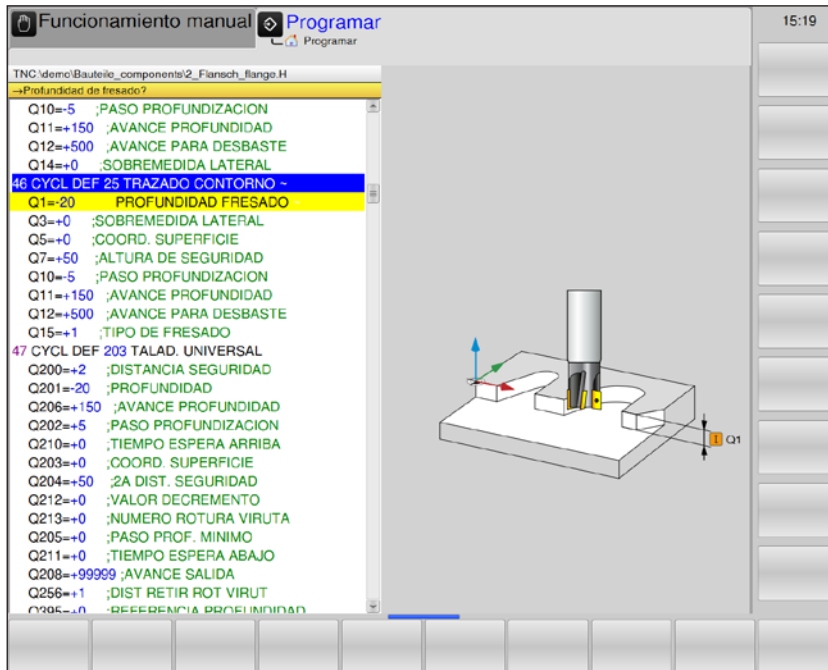 Funcionamiento manual
Programar
Programar
15:19
TNC:\demo\Bauteile_components\2_Flansch_flange.H
→Profundidad de fresado?
Q10=-5 ;PASO PROFUNDIZACION
Q11=+150 ;AVANCE PROFUNDIDAD
Q12=+500 ;AVANCE PARA DESBASTE
Q14=+0 ;SOBREMEDIDA LATERAL
46 CYCL DEF 25 TRAZADO CONTORNO ~
Q1=-20 PROFUNDIDAD FRESADO ~
Q3=+0 ;SOBREMEDIDA LATERAL
Q5=+0 ;COORD. SUPERFICIE
Q7=+50 ;ALTURA DE SEGURIDAD
Q10=-5 ;PASO PROFUNDIZACION
Q11=+150 ;AVANCE PROFUNDIDAD
Q12=+500 ;AVANCE PARA DESBASTE
Q15=+1 ;TIPO DE FRESADO
47 CYCL DEF 203 TALAD. UNIVERSAL
Q200=+2 ;DISTANCIA SEGURIDAD
Q201=-20 ;PROFUNDIDAD
Q206=+150 ;AVANCE PROFUNDIDAD
Q202=+5 ;PASO PROFUNDIZACION
Q210=+0 ;TIEMPO ESPERA ARRIBA
Q203=+0 ;COORD. SUPERFICIE
Q204=+50 ;2A DIST. SEGURIDAD
Q212=+0 ;VALOR DECREMENTO
Q213=+0 ;NUMERO ROTURA VIRUTA
Q205=+0 ;PASO PROF. MINIMO
Q211=+0 ;TIEMPO ESPERA ABAJO
Q208=+99999 ;AVANCE SALIDA
Q256=+1 ;DIST RETIR ROT VIRUT
Q395=+0 ;REFERENCIA PROFUNDIDAD
I Q1